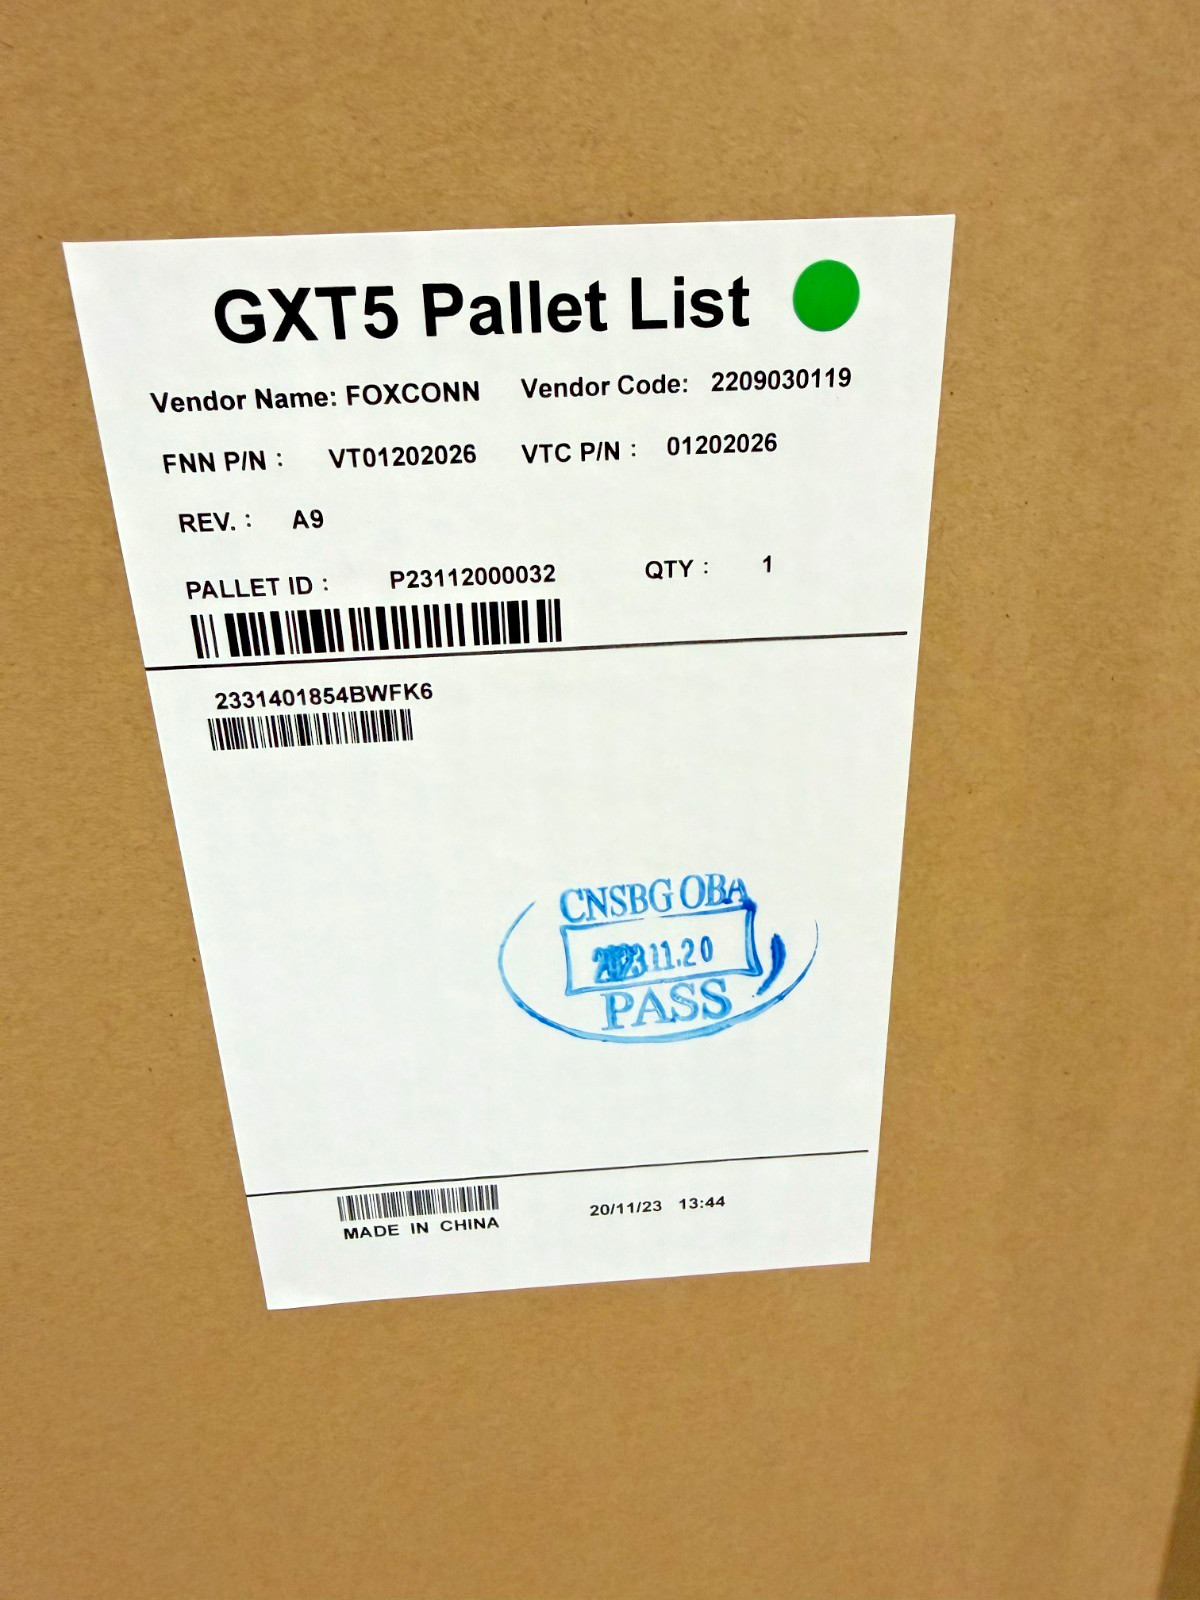 GXT5 Pallet List
Vendor Name: FOXCONN Vendor Code: 2209030119
FNN P/N : VT01202026 VTC P/N : 01202026
REV. : A9
PALLET ID : P23112000032 QTY : 1
2331401854BWFK6
CNSBG OBA
2023.11.20
PASS
MADE IN CHINA 20/11/23 13:44